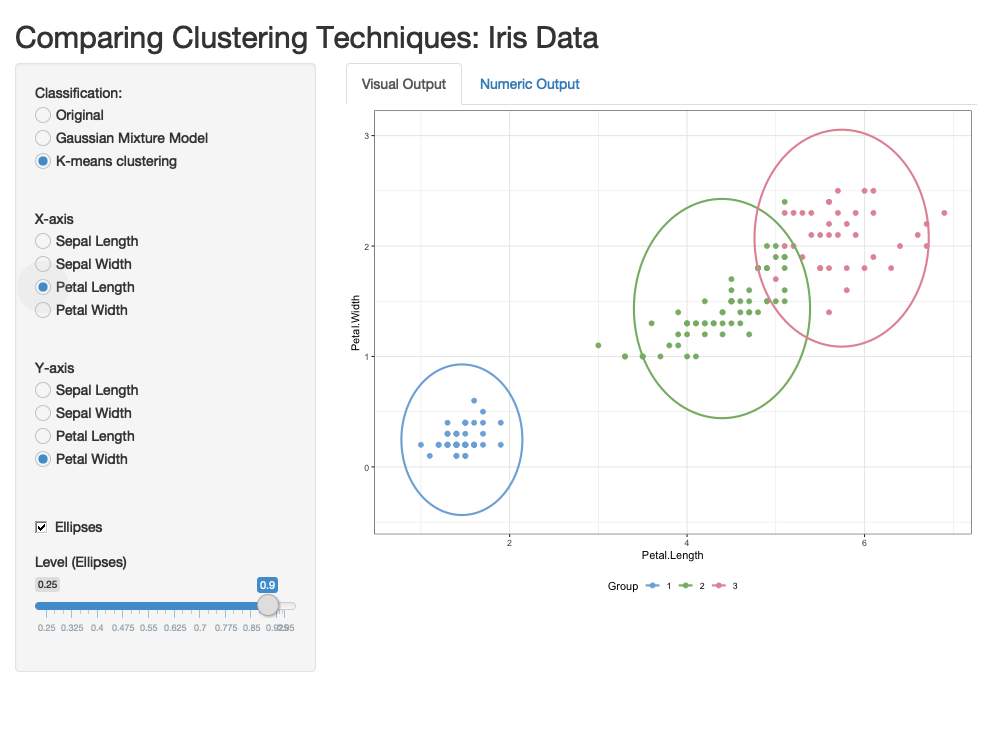 Comparing Clustering Techniques: Iris Data
Classification:
Original
Gaussian Mixture Model
K-means clustering
X-axis
Sepal Length
Sepal Width
Petal Length
Petal Width
Y-axis
Sepal Length
Sepal Width
Petal Length
Petal Width
Ellipses
Level (Ellipses)
0.25 0.9
0.25 0.325 0.4 0.475 0.55 0.625 0.7 0.775 0.85
Visual Output Numeric Output
3
2
1
0
Petal.Width
2 4 6
Petal.Length
Group 1 2 3